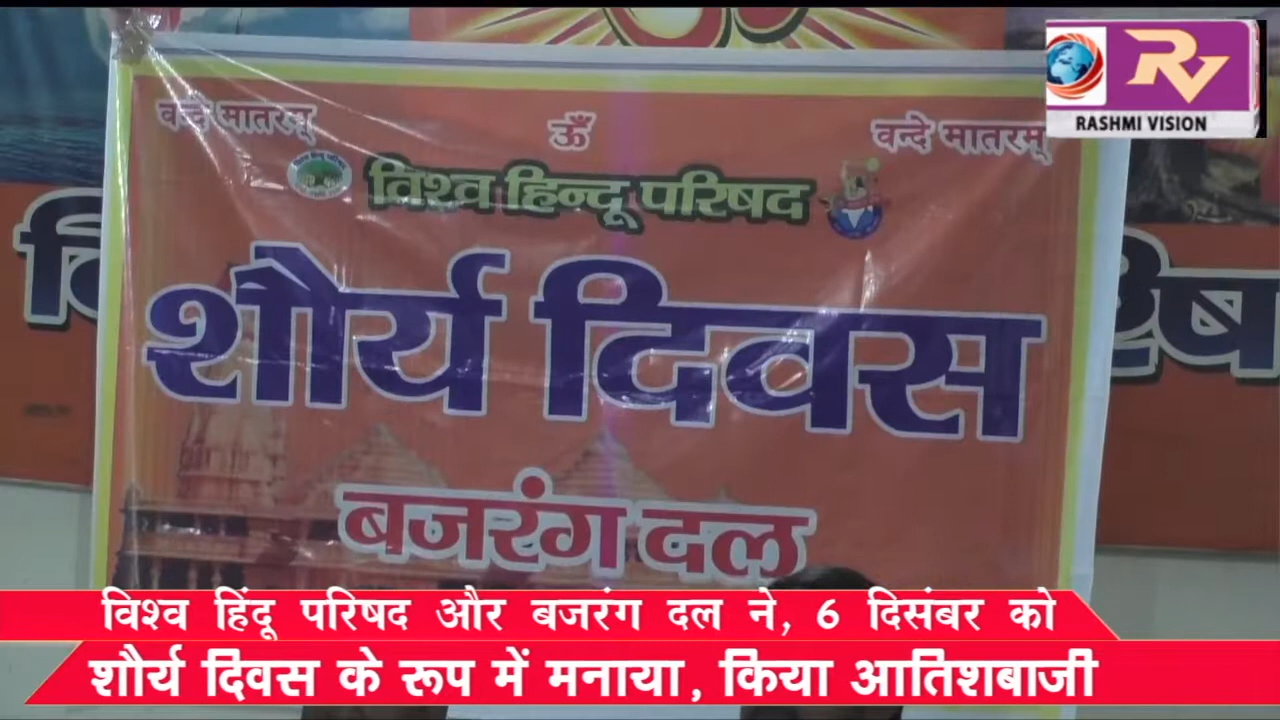 RV
RASHMI VISION
वन्दे मातरम् ॐ वन्दे मातरम्
विश्व हिन्दू परिषद
शौर्य दिवस
बजरंग दल
विश्व हिंदू परिषद और बजरंग दल ने, 6 दिसंबर को
शौर्य दिवस के रूप में मनाया, किया आतिशबाजी